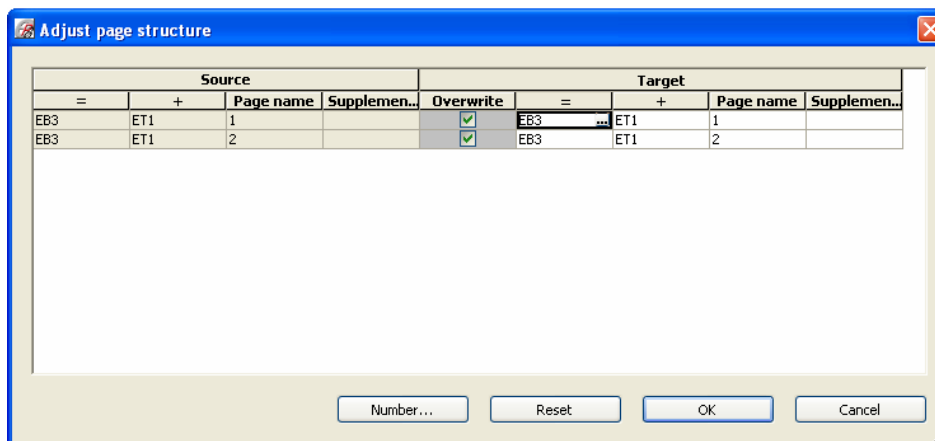 Adjust page structure
Source Target
= + Page name Supplemen... Overwrite = + Page name Supplemen...
EB3 ET1 1 EB3 ... ET1 1
EB3 ET1 2 EB3 ET1 2
Number... Reset OK Cancel